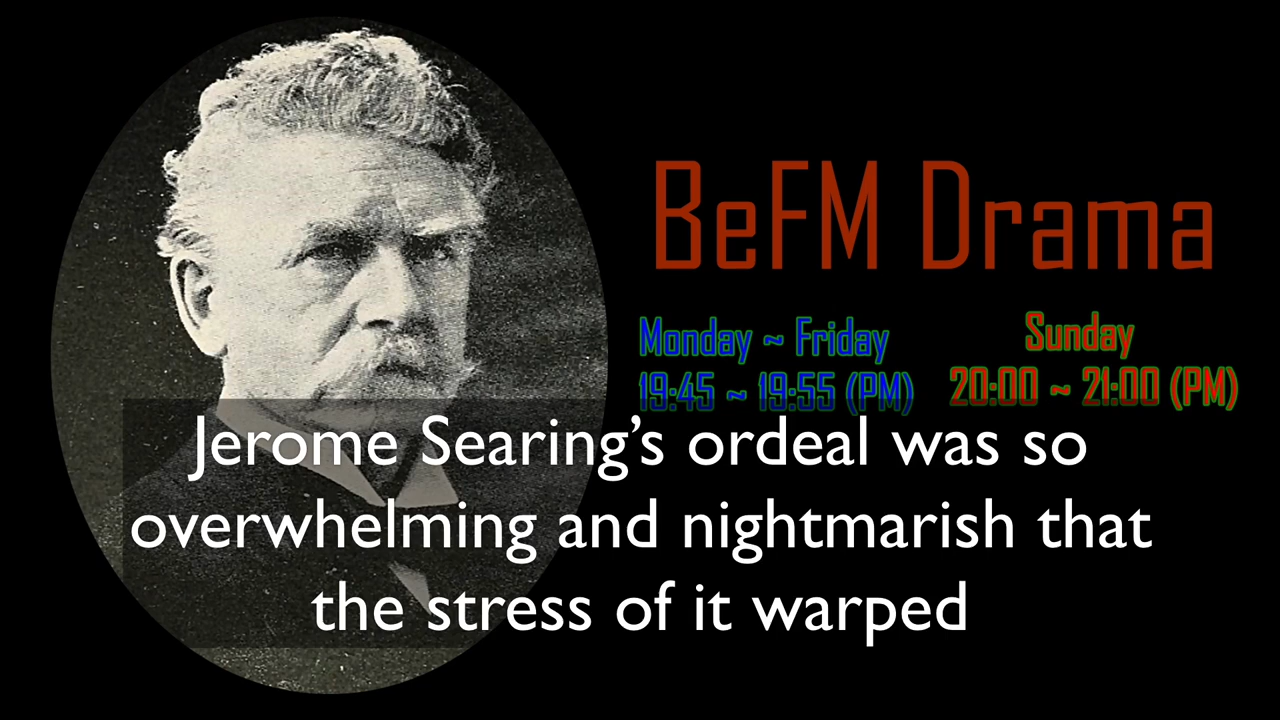 BeFM Drama
Monday ~ Friday
19:45 ~ 19:55 (PM)
Sunday
20:00 ~ 21:00 (PM)
Jerome Searing’s ordeal was so
overwhelming and nightmarish that
the stress of it warped